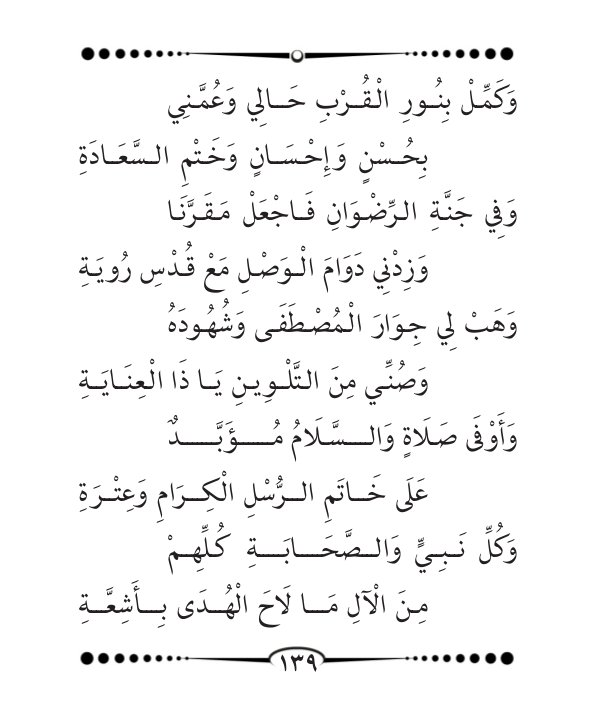 وَكَمِّلْ بِنُورِ الْقُرْبِ حَالِي وَعُمَّنِي
بِحُسْنٍ وَإِحْسَانٍ وَخَتْمِ السَّعَادَةِ
وَفِي جَنَّةِ الرِّضْوَانِ فَاجْعَلْ مَقَرَّنَا
وَزِدْنِي دَوَامَ الْوَصْلِ مَعْ قُدْسِ رُويَةِ
وَهَبْ لِي جِوَارَ الْمُصْطَفَى وَشُهُودَهُ
وَصُنِّي مِنَ التَّلْوِينِ يَا ذَا الْعِنَايَةِ
وَأَوْفَى صَلَاةٍ وَالسَّلَامُ مُؤَبَّدٌ
عَلَى خَاتَمِ الرُّسْلِ الْكِرَامِ وَعِتْرَةِ
وَكُلِّ نَبِيٍّ وَالصَّحَابَةِ كُلِّهِمْ
مِنَ الْآلِ مَا لَاحَ الْهُدَى بِأَشِعَّةِ
١٣٩